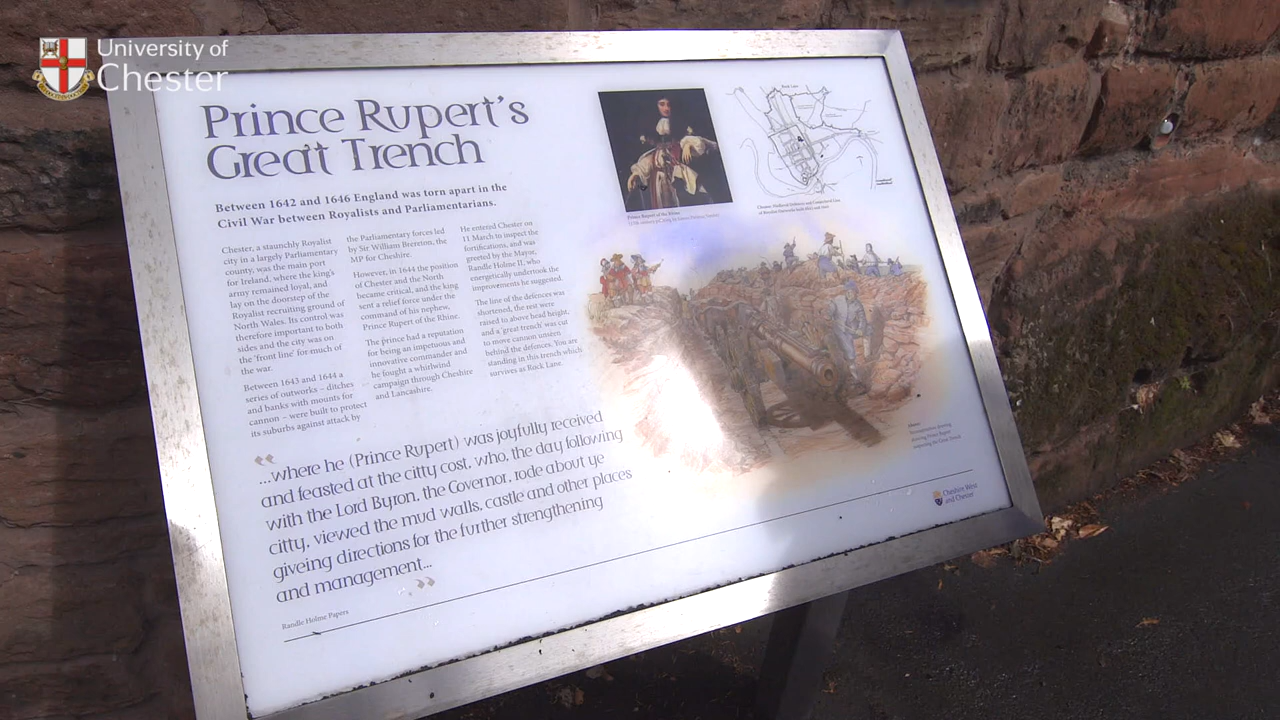 University of
Chester
Prince Rupert's
Great Trench
Between 1642 and 1646 England was torn apart in the
Civil War between Royalists and Parliamentarians.
Chester, a staunchly Royalist
city in a largely Parliamentary
county, was the main port
for Ireland, where the king's
army remained loyal, and
lay on the doorstep of the
Royalist recruiting ground of
North Wales. Its control was
therefore important to both
sides and the city was on
the 'front line' for much of
the war.
Between 1643 and 1644 a
series of outworks – ditches
and banks with mounts for
cannon – were built to protect
its suburbs against attack by
the Parliamentary forces led
by Sir William Brereton, the
MP for Cheshire.
However, in 1644 the position
of Chester and the North
became critical, and the king
sent a relief force under the
command of his nephew,
Prince Rupert of the Rhine.
The prince had a reputation
for being an impetuous and
innovative commander and
he fought a whirlwind
campaign through Cheshire
and Lancashire.
He entered Chester on
11 March to inspect the
fortifications, and was
greeted by the Mayor,
Randle Holme II, who
energetically undertook the
improvements he suggested.
The line of the defences was
shortened, the rest were
raised to above head height,
and a 'great trench' was cut
to move cannon unseen
behind the defences. You are
standing in this trench which
survives as Rock Lane.
“
...where he (Prince Rupert) was joyfully received
and feasted at the citty cost, who, the day following
with the Lord Byron, the Governor, rode about ye
citty, viewed the mud walls, castle and other places
giveing directions for the further strengthening
and management...
”
Randle Holme Papers
Prince Rupert of the Rhine
Rock Lane
Cheshire West
and Chester